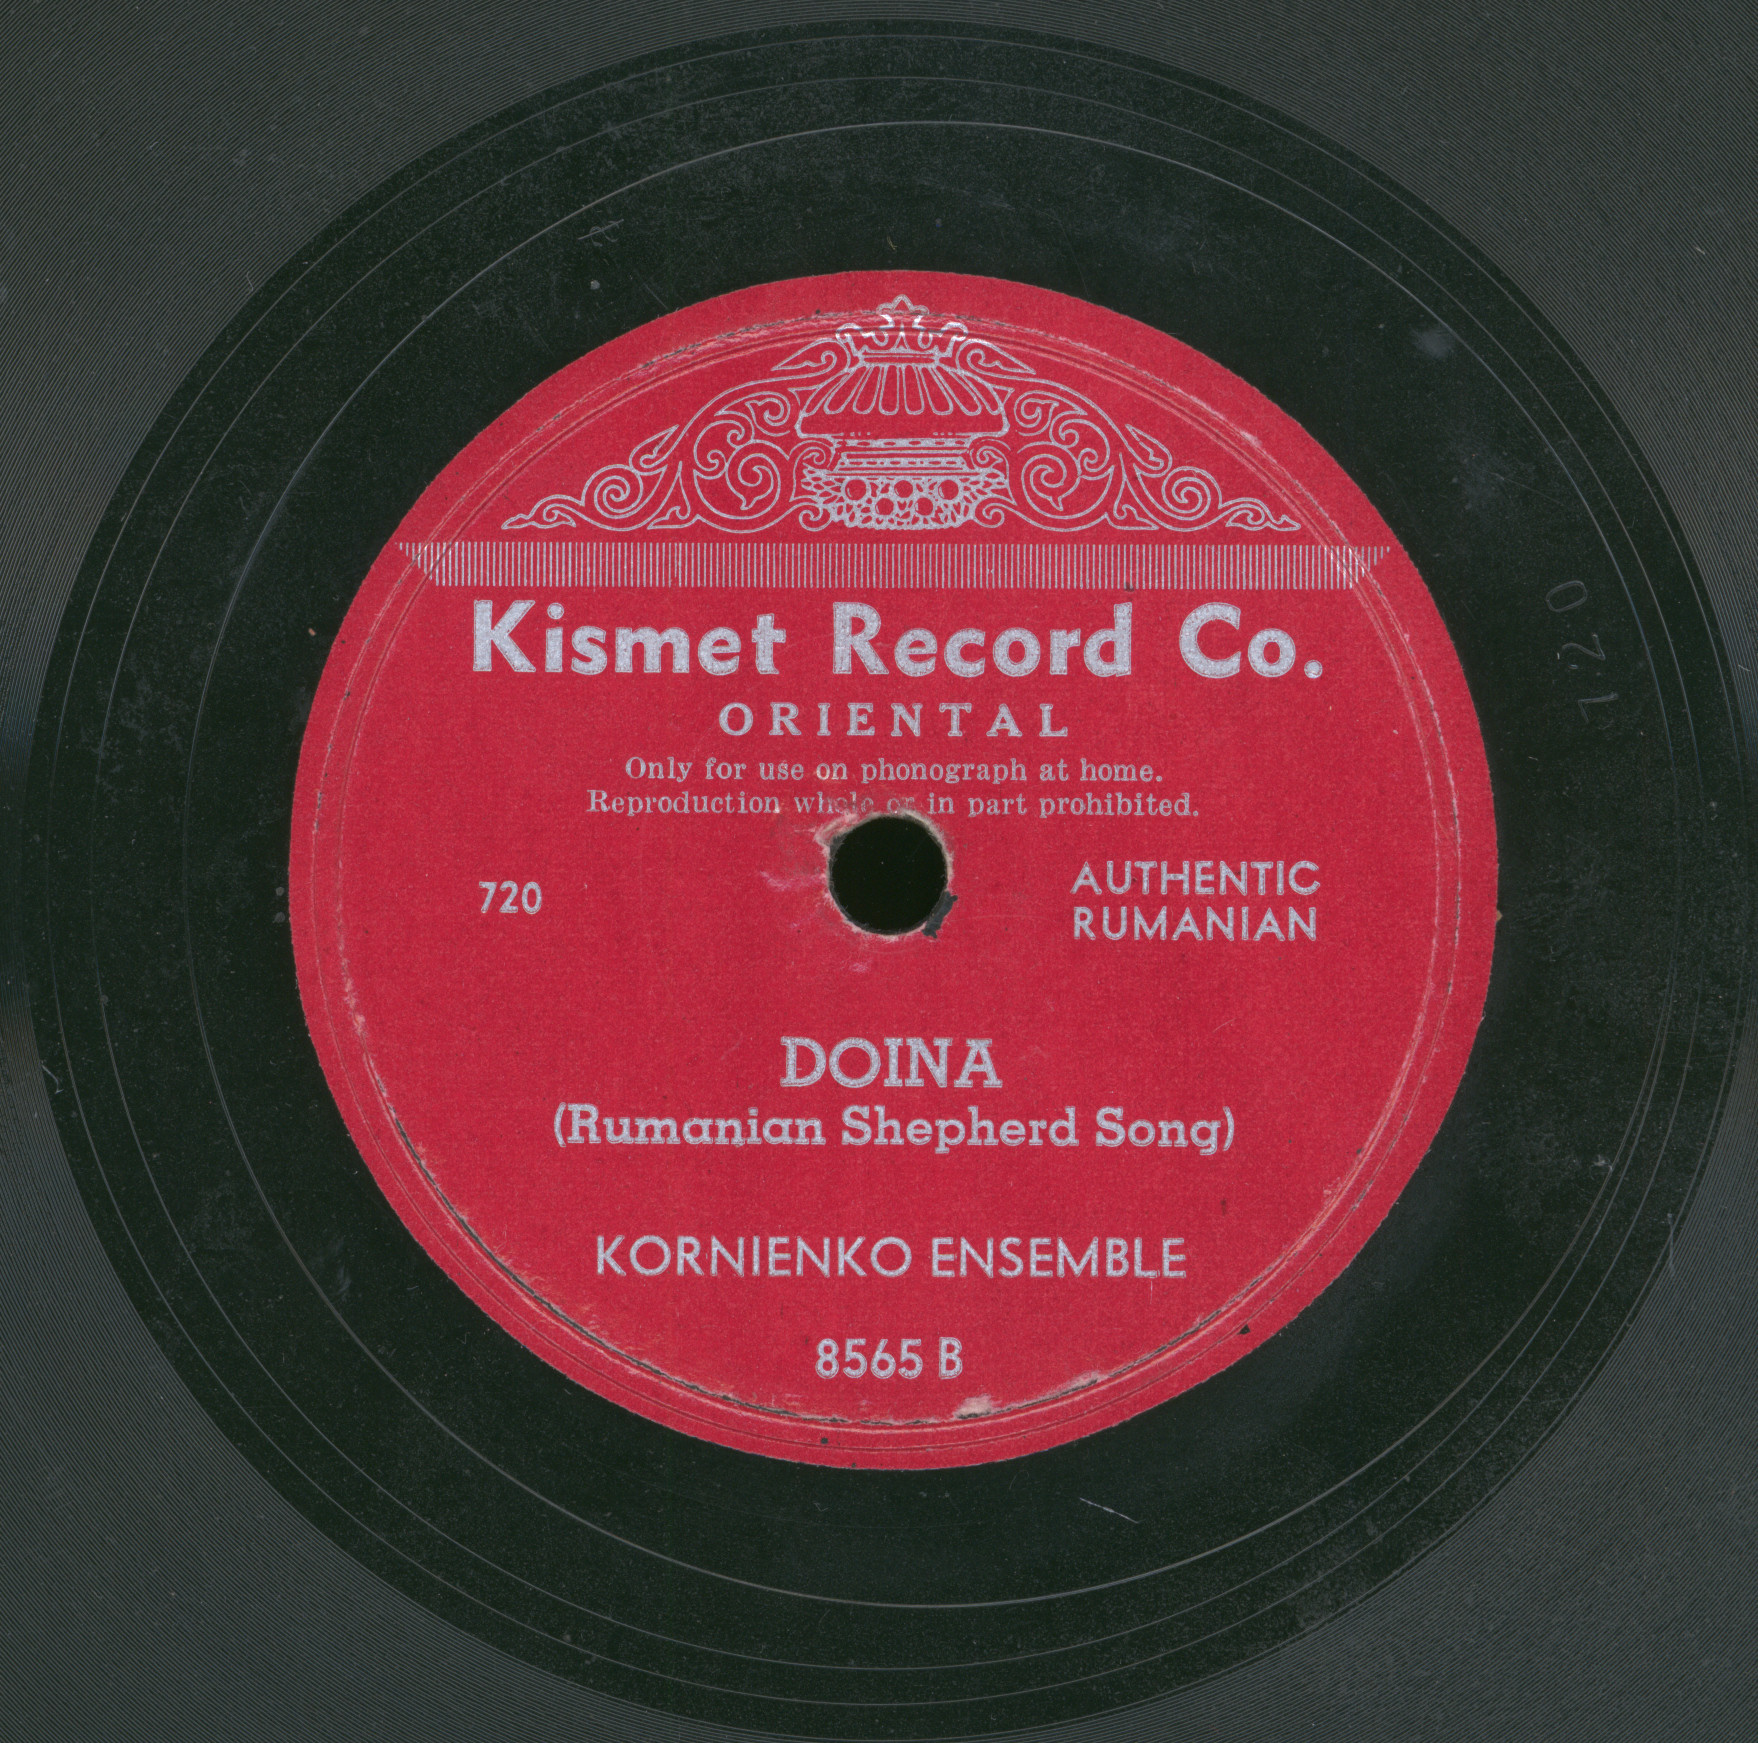 Kismet Record Co.
ORIENTAL
Only for use on phonograph at home.
Reproduction whole or in part prohibited.
720
AUTHENTIC
RUMANIAN
DOINA
(Rumanian Shepherd Song)
KORNIENKO ENSEMBLE
8565 B
720